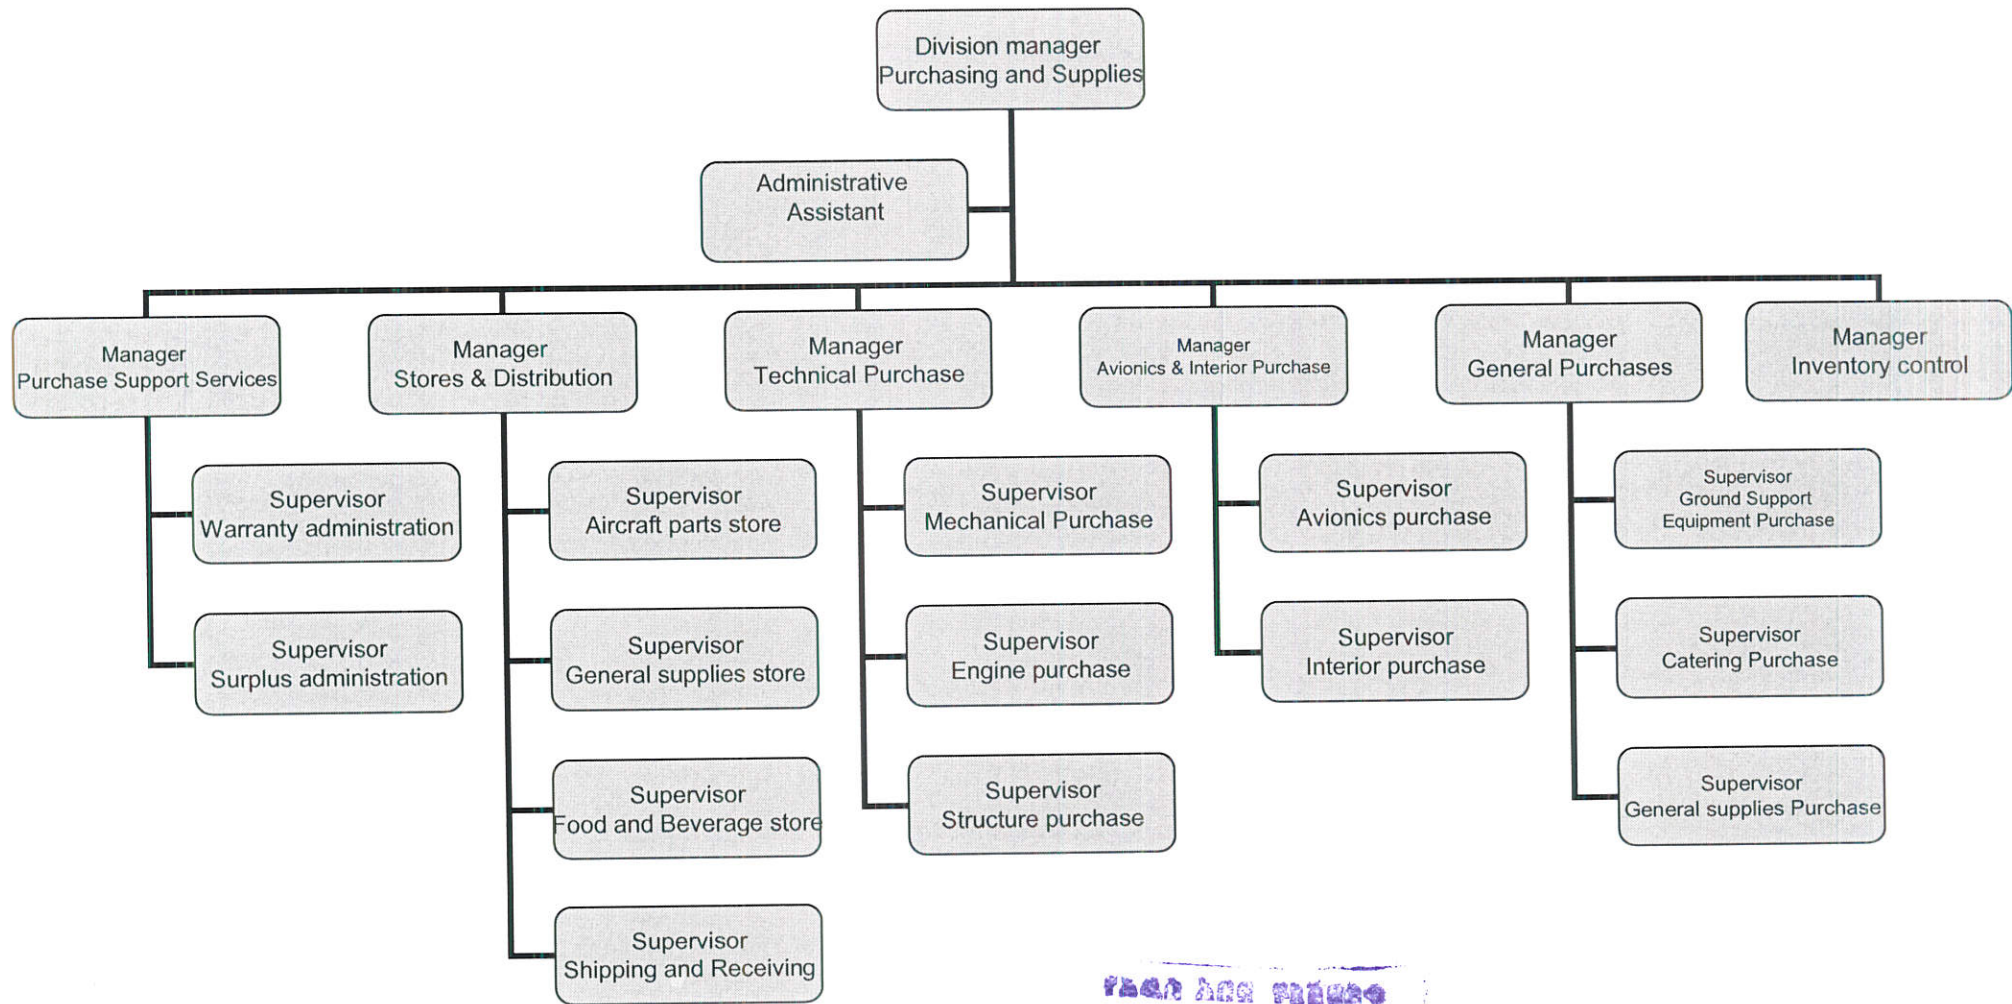 Division manager
Purchasing and Supplies
Administrative
Assistant
Manager
Purchase Support Services
Manager
Stores & Distribution
Manager
Technical Purchase
Manager
Avionics & Interior Purchase
Manager
General Purchases
Manager
Inventory control
Supervisor
Warranty administration
Supervisor
Surplus administration
Supervisor
Aircraft parts store
Supervisor
General supplies store
Supervisor
Food and Beverage store
Supervisor
Shipping and Receiving
Supervisor
Mechanical Purchase
Supervisor
Engine purchase
Supervisor
Structure purchase
Supervisor
Avionics purchase
Supervisor
Interior purchase
Supervisor
Ground Support
Equipment Purchase
Supervisor
Catering Purchase
Supervisor
General supplies Purchase